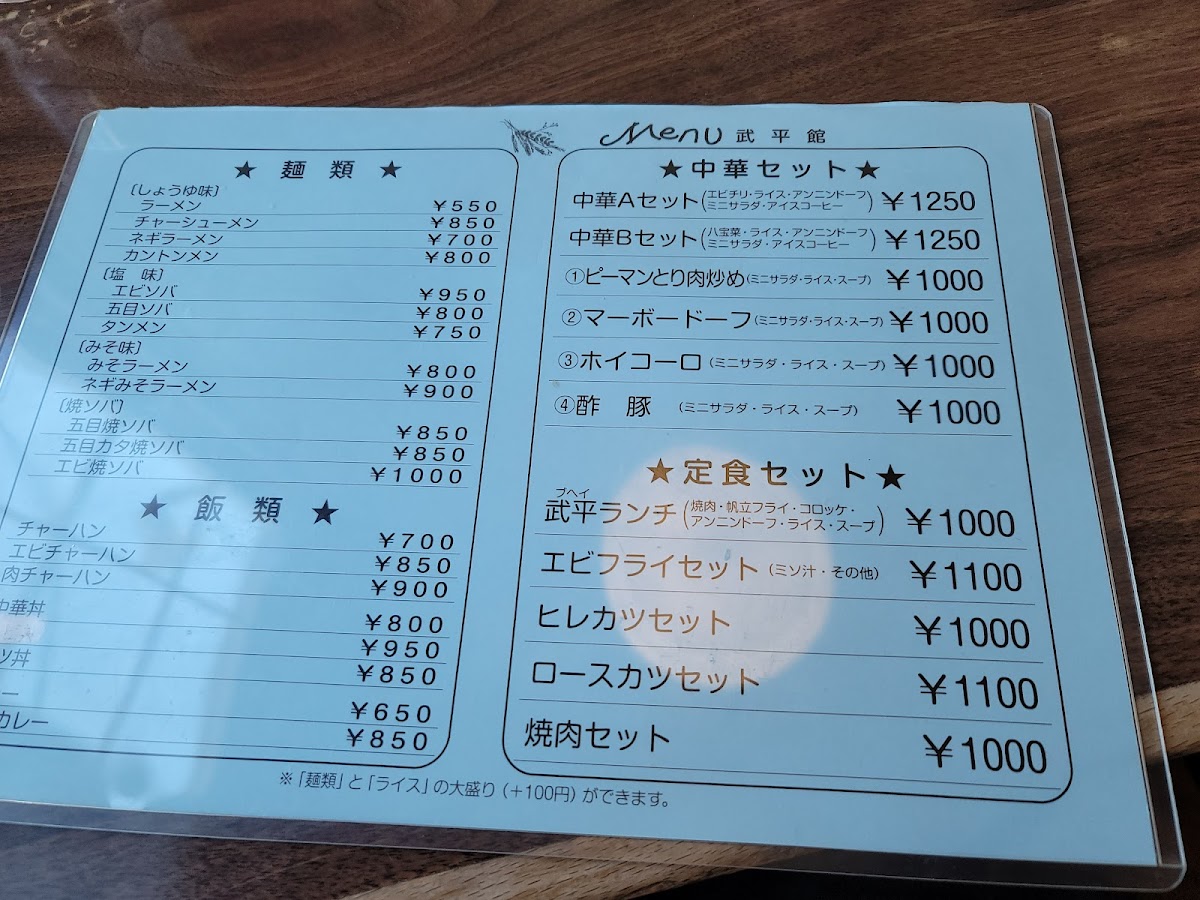 Menu 武平館
★ 麺類 ★
〔しょうゆ味〕
ラーメン ¥550
チャーシューメン ¥850
ネギラーメン ¥700
カントンメン ¥800
〔塩 味〕
エビソバ ¥950
五目ソバ ¥800
タンメン ¥750
〔みそ味〕
みそラーメン ¥800
ネギみそラーメン ¥900
〔焼ソバ〕
五目焼ソバ ¥850
五目カタ焼ソバ ¥850
エビ焼ソバ ¥1000
★ 飯類 ★
チャーハン ¥700
エビチャーハン ¥850
肉チャーハン ¥900
中華丼 ¥800
¥950
ツ丼 ¥850
ー ¥650
カレー ¥850
★中華セット★
中華Aセット(エビチリ・ライス・アンニンドーフ ミニサラダ・アイスコーヒー) ¥1250
中華Bセット(八宝菜・ライス・アンニンドーフ ミニサラダ・アイスコーヒー) ¥1250
①ピーマンとり肉炒め(ミニサラダ・ライス・スープ) ¥1000
②マーボードーフ(ミニサラダ・ライス・スープ) ¥1000
③ホイコーロ(ミニサラダ・ライス・スープ) ¥1000
④酢 豚 (ミニサラダ・ライス・スープ) ¥1000
★定食セット★
ブヘイ
武平ランチ(焼肉・帆立フライ・コロッケ・アンニンドーフ・ライス・スープ) ¥1000
エビフライセット(ミソ汁・その他) ¥1100
ヒレカツセット ¥1000
ロースカツセット ¥1100
焼肉セット ¥1000
※「麺類」と「ライス」の大盛り(+100円)ができます。